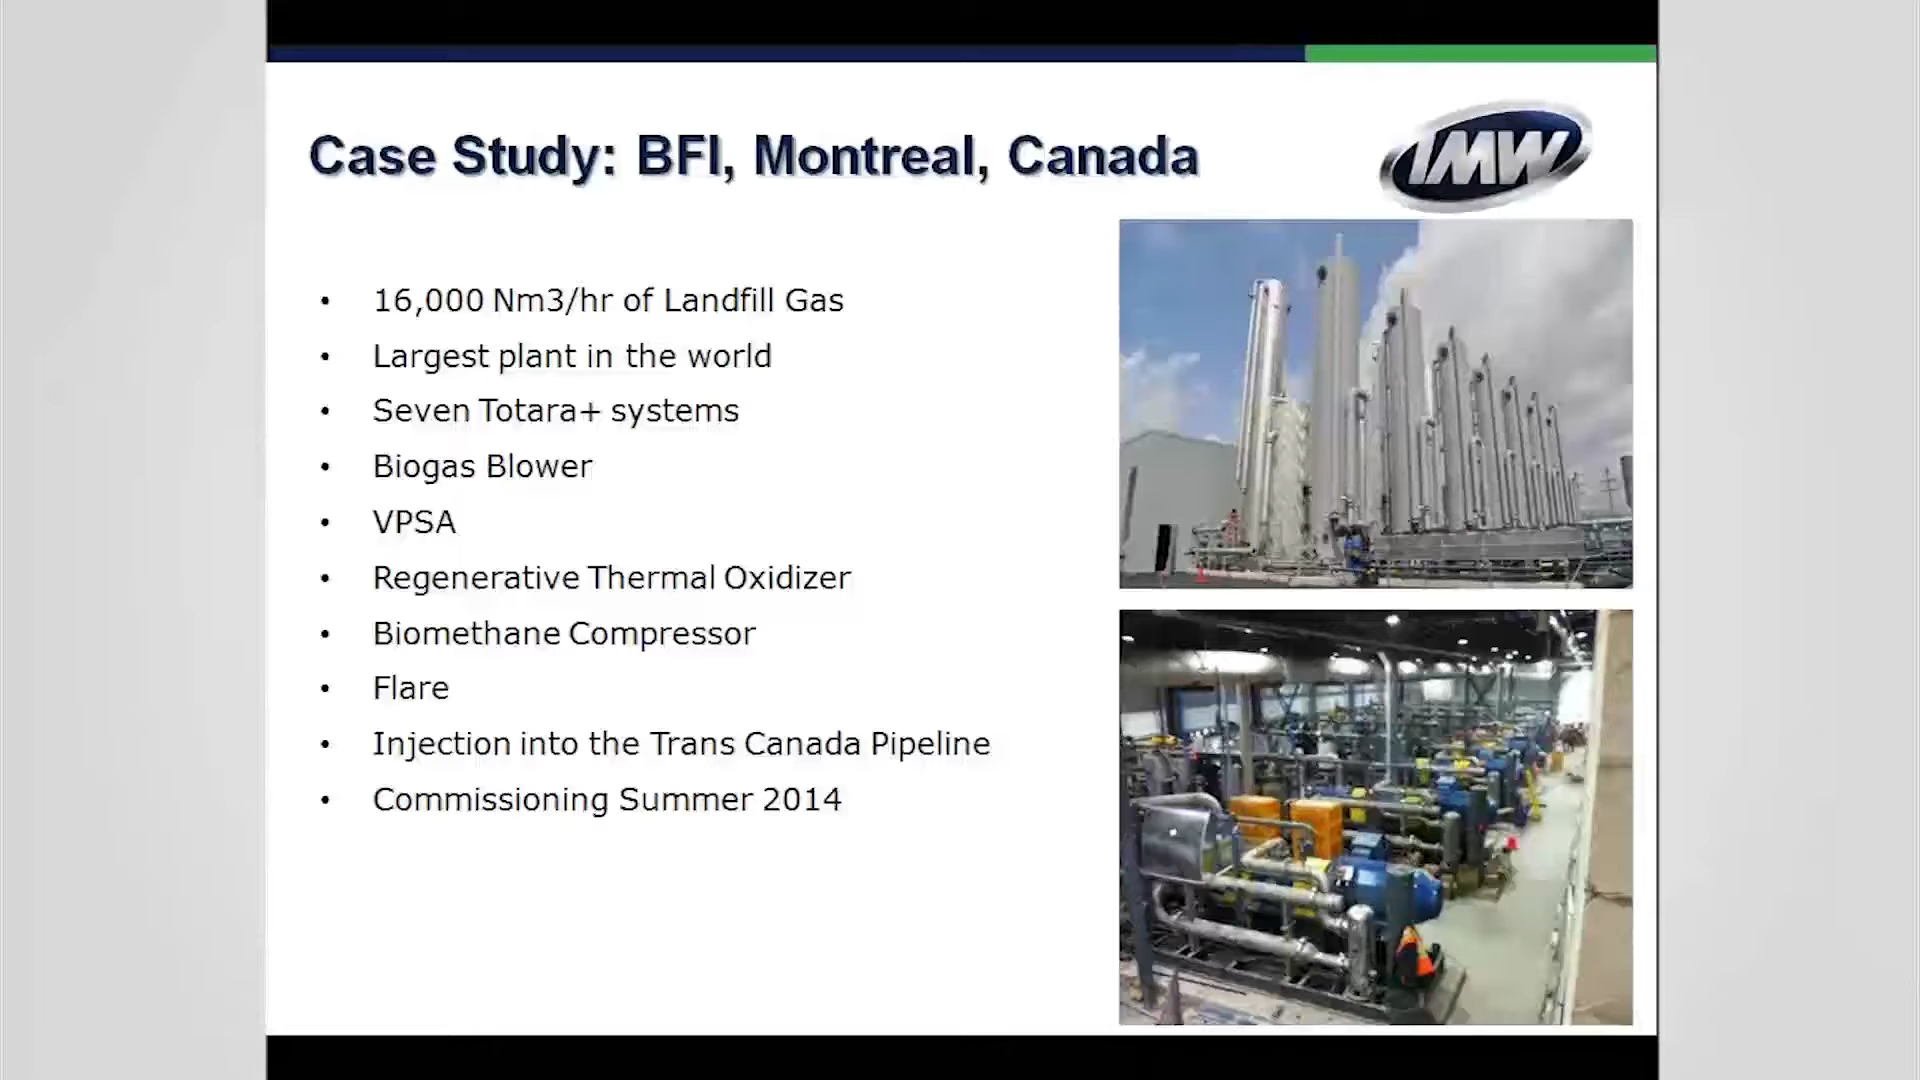 Case Study: BFI, Montreal, Canada
IMW
• 16,000 Nm3/hr of Landfill Gas
• Largest plant in the world
• Seven Totara+ systems
• Biogas Blower
• VPSA
• Regenerative Thermal Oxidizer
• Biomethane Compressor
• Flare
• Injection into the Trans Canada Pipeline
• Commissioning Summer 2014